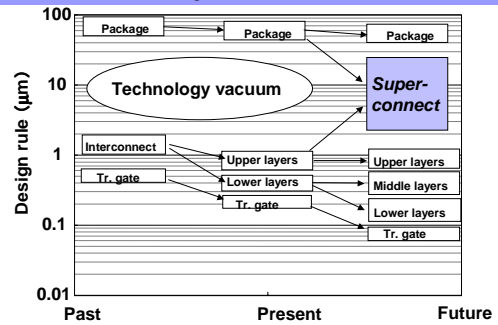 100
Package
Package
Package
10
Technology vacuum
Super-
connect
Design rule (μm)
1
Interconnect
Upper layers
Upper layers
Tr. gate
Lower layers
Middle layers
Tr. gate
Lower layers
0.1
Tr. gate
0.01
Past
Present
Future